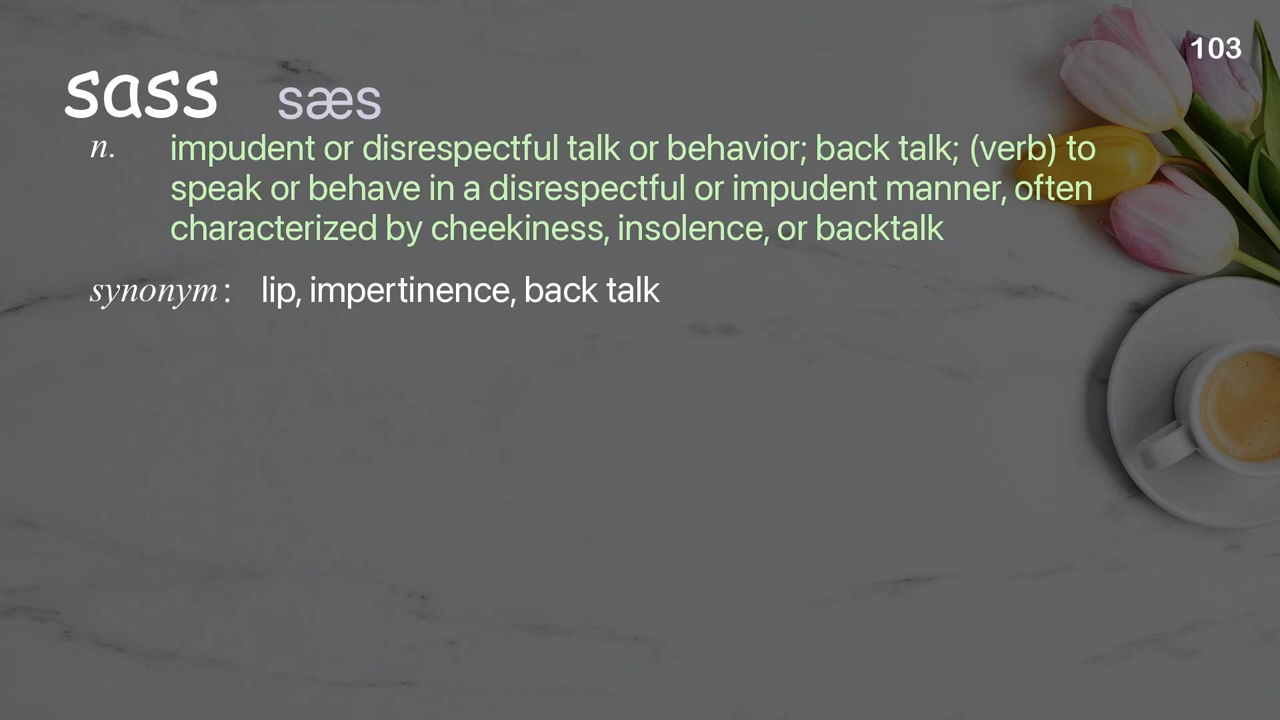 103
sass sæs
n. impudent or disrespectful talk or behavior; back talk; (verb) to
speak or behave in a disrespectful or impudent manner, often
characterized by cheekiness, insolence, or backtalk
synonym : lip, impertinence, back talk